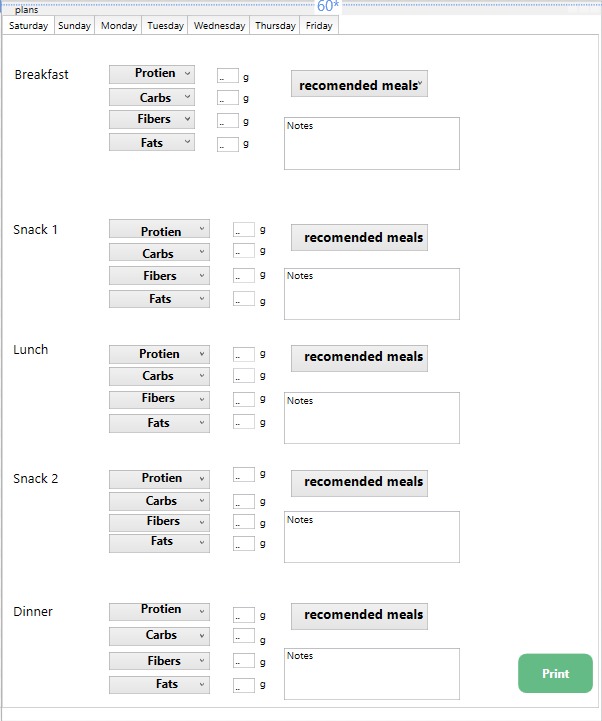 60*
plans
Saturday Sunday Monday Tuesday Wednesday Thursday Friday
Breakfast
Protien .. g
recomended meals
Carbs .. g
Fibers .. g
Notes
Fats .. g
Snack 1
Protien .. g
recomended meals
Carbs .. g
Fibers .. g
Notes
Fats .. g
Lunch
Protien .. g
recomended meals
Carbs .. g
Fibers .. g
Notes
Fats .. g
Snack 2
Protien .. g
recomended meals
Carbs .. g
Fibers .. g
Notes
Fats .. g
Dinner
Protien .. g
recomended meals
Carbs .. g
Fibers .. g
Notes
Fats .. g
Print